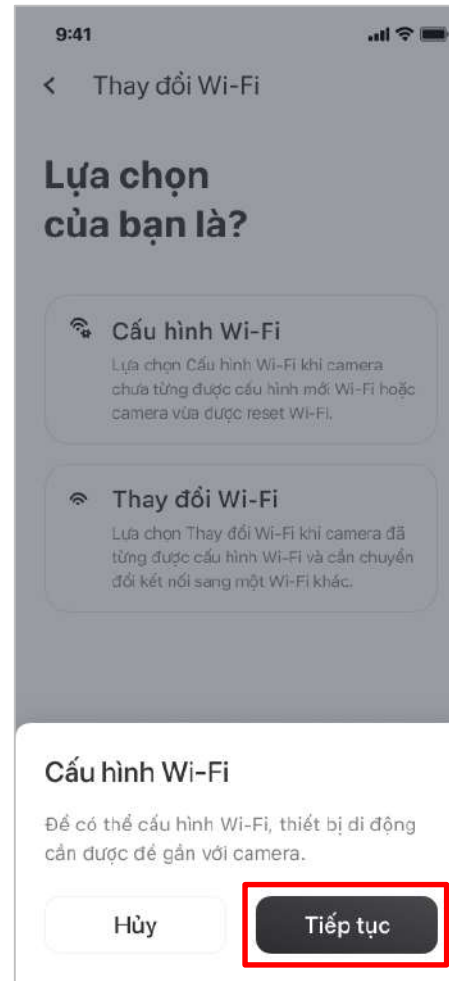 9:41
Thay đổi Wi-Fi
Lựa chọn
của bạn là?
Cấu hình Wi-Fi
Lựa chọn Cấu hình Wi-Fi khi camera
chưa từng được cấu hình mới Wi-Fi hoặc
camera vừa được reset Wi-Fi.
Thay đổi Wi-Fi
Lựa chọn Thay đổi Wi-Fi khi camera đã
từng được cấu hình Wi-Fi và cần chuyển
đổi kết nối sang một Wi-Fi khác.
Cấu hình Wi-Fi
Để có thể cấu hình Wi-Fi, thiết bị di động
cần được để gần với camera.
Hủy
Tiếp tục